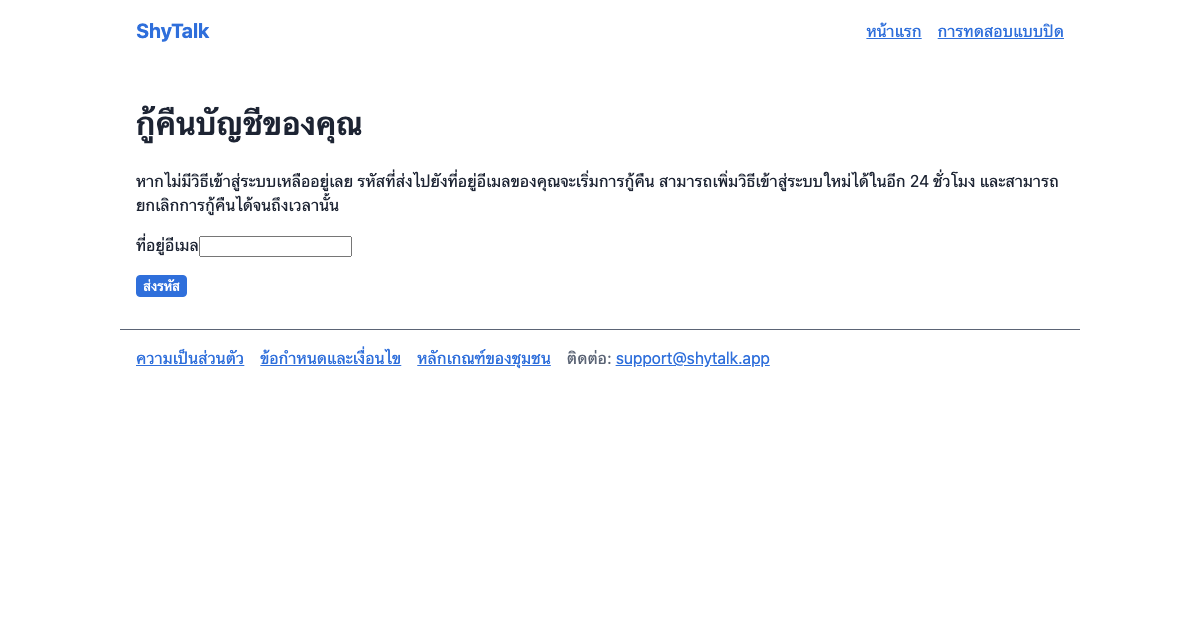 ShyTalk
หน้าแรก การทดสอบแบบปิด
กู้คืนบัญชีของคุณ
หากไม่มีวิธีเข้าสู่ระบบเหลืออยู่เลย รหัสที่ส่งไปยังที่อยู่อีเมลของคุณจะเริ่มการกู้คืน สามารถเพิ่มวิธีเข้าสู่ระบบใหม่ได้ในอีก 24 ชั่วโมง และสามารถ
ยกเลิกการกู้คืนได้จนถึงเวลานั้น
ที่อยู่อีเมล
ส่งรหัส
ความเป็นส่วนตัว ข้อกำหนดและเงื่อนไข หลักเกณฑ์ของชุมชน ติดต่อ: support@shytalk.app